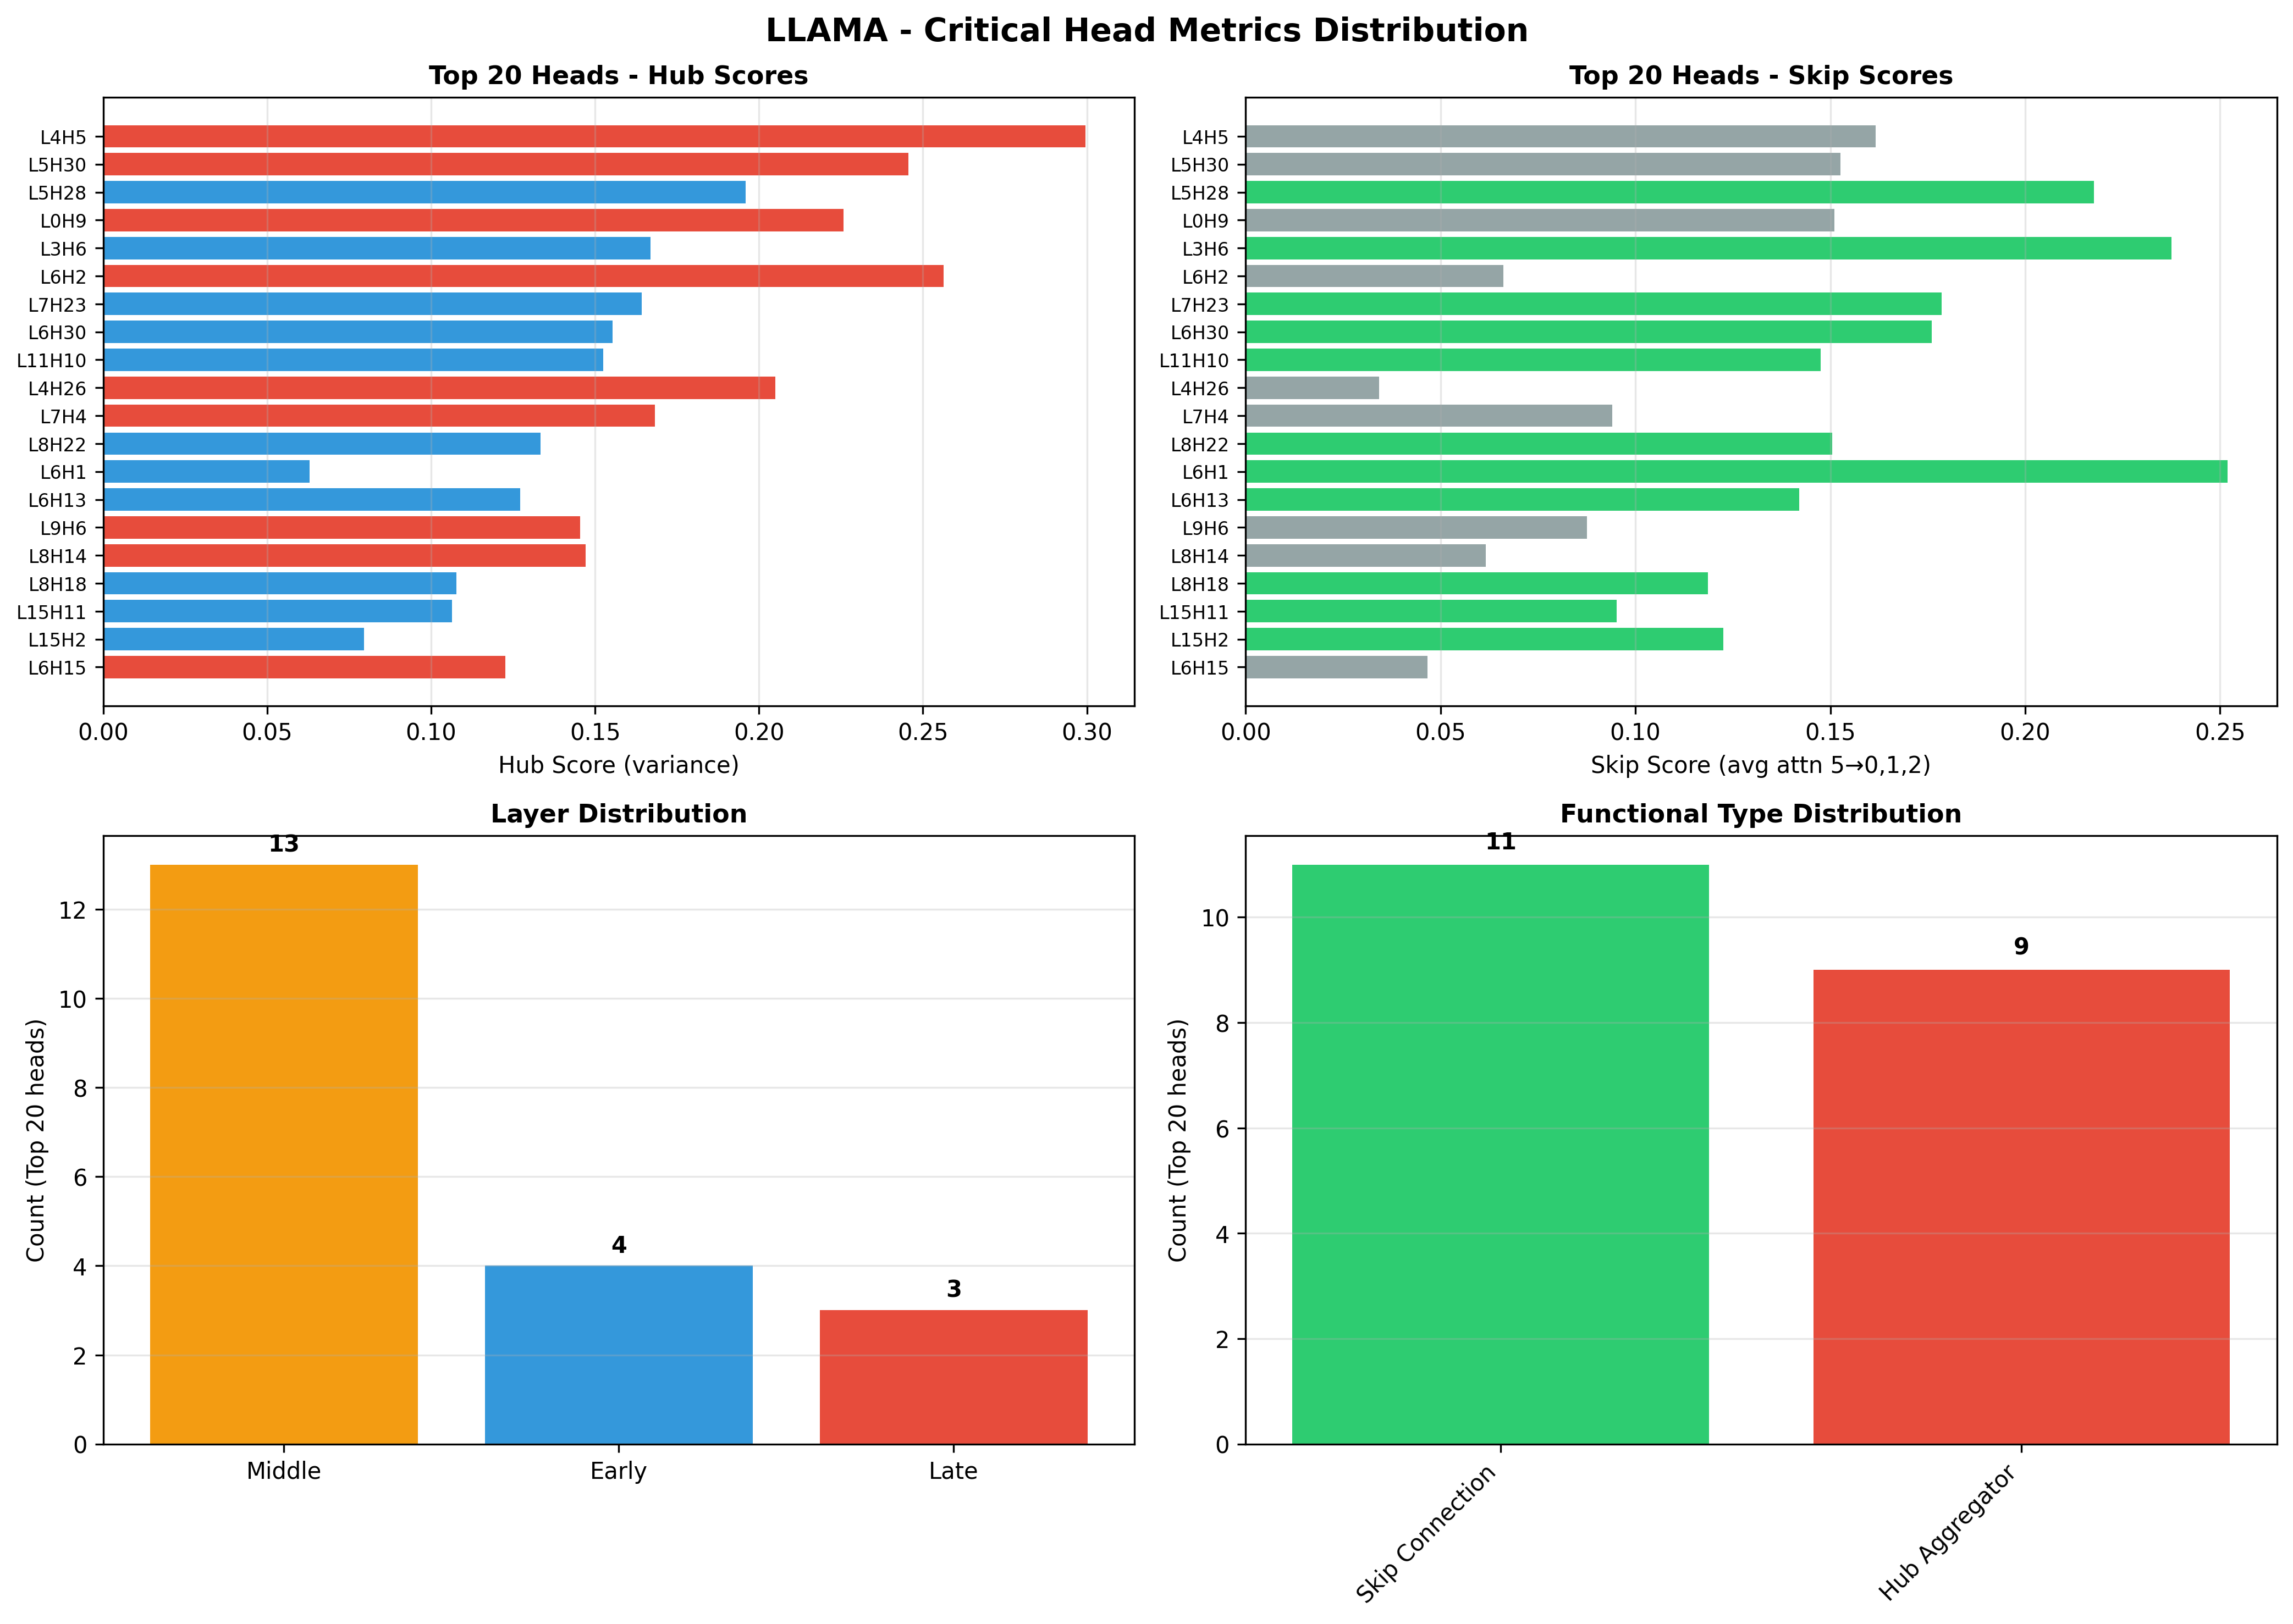 LLAMA - Critical Head Metrics Distribution
Top 20 Heads - Hub Scores
L4H5
L5H30
L5H28
L0H9
L3H6
L6H2
L7H23
L6H30
L11H10
L4H26
L7H4
L8H22
L6H1
L6H13
L9H6
L8H14
L8H18
L15H11
L15H2
L6H15
0.00 0.05 0.10 0.15 0.20 0.25 0.30
Hub Score (variance)
Top 20 Heads - Skip Scores
L4H5
L5H30
L5H28
L0H9
L3H6
L6H2
L7H23
L6H30
L11H10
L4H26
L7H4
L8H22
L6H1
L6H13
L9H6
L8H14
L8H18
L15H11
L15H2
L6H15
0.00 0.05 0.10 0.15 0.20 0.25
Skip Score (avg attn 5→0,1,2)
Layer Distribution
Count (Top 20 heads)
12
10
8
6
4
2
0
13
4
3
Middle Early Late
Functional Type Distribution
Count (Top 20 heads)
10
8
6
4
2
0
11
9
Skip Connection
Hub Aggregator